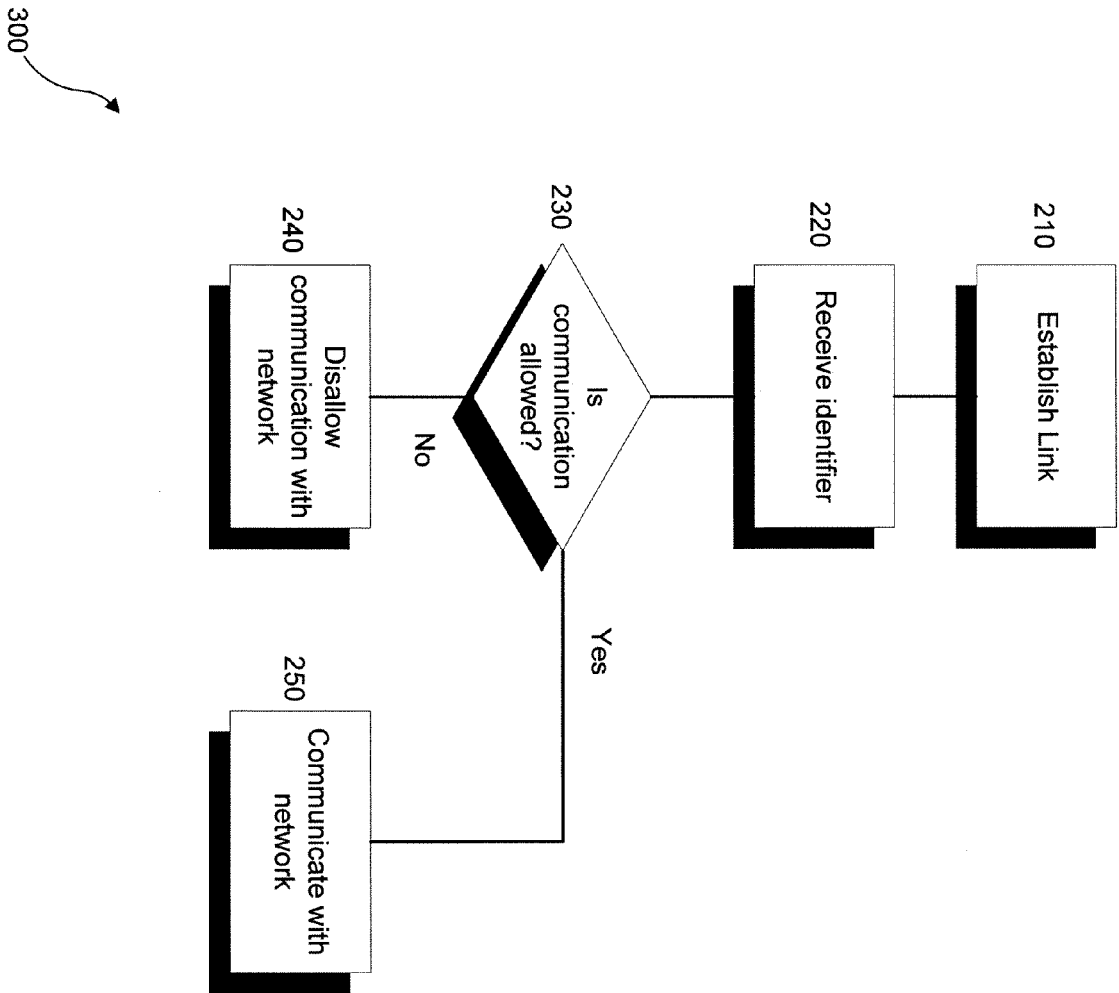 300
210
Establish Link
220
Receive identifier
230
Is
communication
allowed?
Yes
No
240
Disallow
communication with
network
250
Communicate with
network